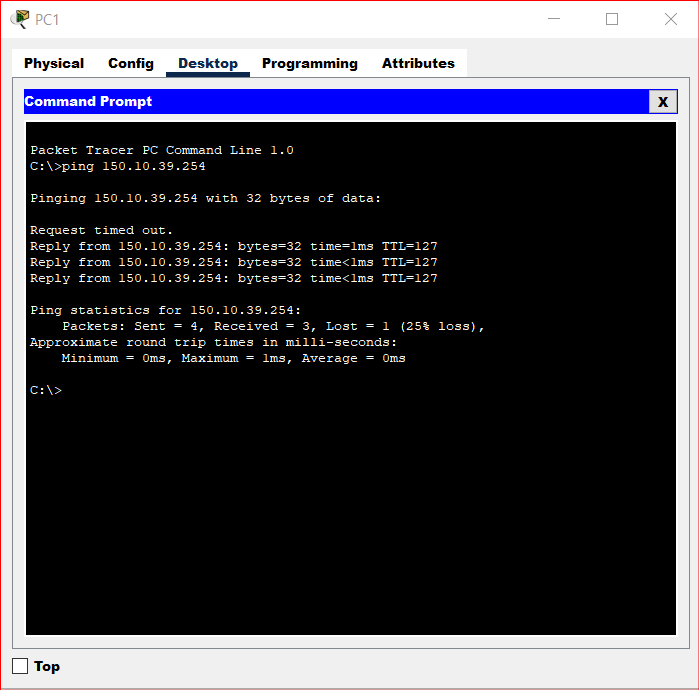 PC1
Physical Config Desktop Programming Attributes
Command Prompt X
Packet Tracer PC Command Line 1.0
C:\>ping 150.10.39.254
Pinging 150.10.39.254 with 32 bytes of data:
Request timed out.
Reply from 150.10.39.254: bytes=32 time=1ms TTL=127
Reply from 150.10.39.254: bytes=32 time<1ms TTL=127
Reply from 150.10.39.254: bytes=32 time<1ms TTL=127
Ping statistics for 150.10.39.254:
Packets: Sent = 4, Received = 3, Lost = 1 (25% loss),
Approximate round trip times in milli-seconds:
Minimum = 0ms, Maximum = 1ms, Average = 0ms
C:\>
Top